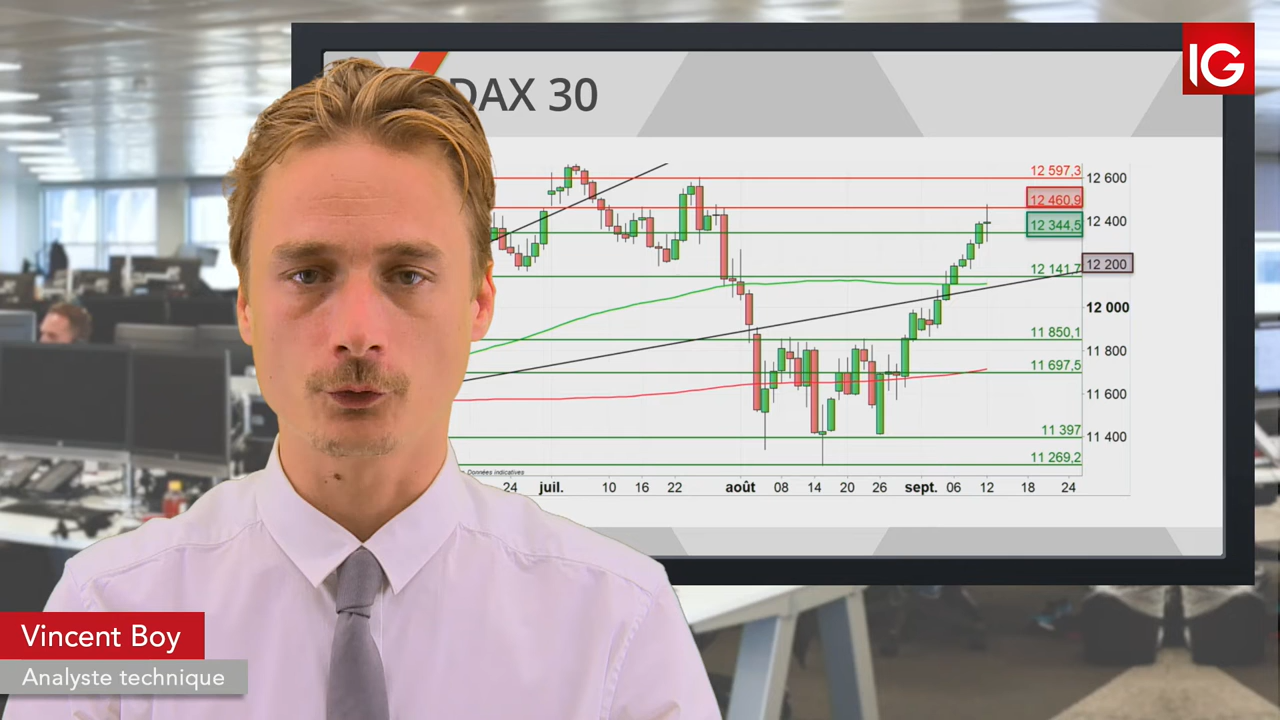 IG
DAX 30
12 597,3
12 600
12 460,9
12 400
12 344,5
12 200
12 141,7
12 000
11 850,1
11 800
11 697,5
11 600
11 397
11 400
11 269,2
Données indicatives
24 juil. 10 16 22 août 08 14 20 26 sept. 06 12 18 24
Vincent Boy
Analyste technique